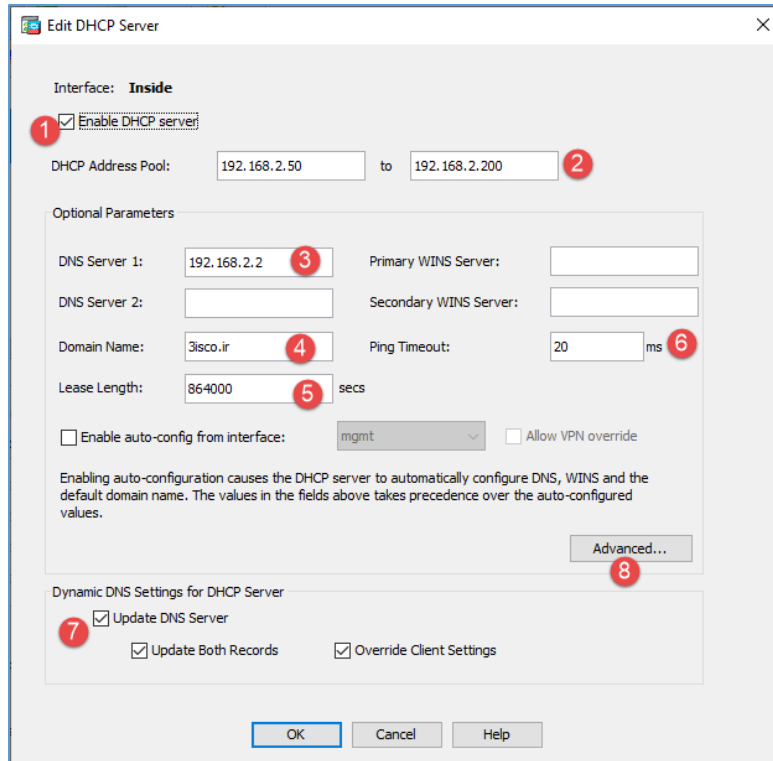 Edit DHCP Server
Interface: Inside
1 Enable DHCP server
DHCP Address Pool: 192.168.2.50 to 192.168.2.200 2
Optional Parameters
DNS Server 1: 192.168.2.2 3 Primary WINS Server:
DNS Server 2: Secondary WINS Server:
Domain Name: 3isco.ir 4 Ping Timeout: 20 ms 6
Lease Length: 864000 5 secs
Enable auto-config from interface: mgmt Allow VPN override
Enabling auto-configuration causes the DHCP server to automatically configure DNS, WINS and the
default domain name. The values in the fields above takes precedence over the auto-configured
values.
Advanced...
8
Dynamic DNS Settings for DHCP Server
7 Update DNS Server
Update Both Records Override Client Settings
OK Cancel Help